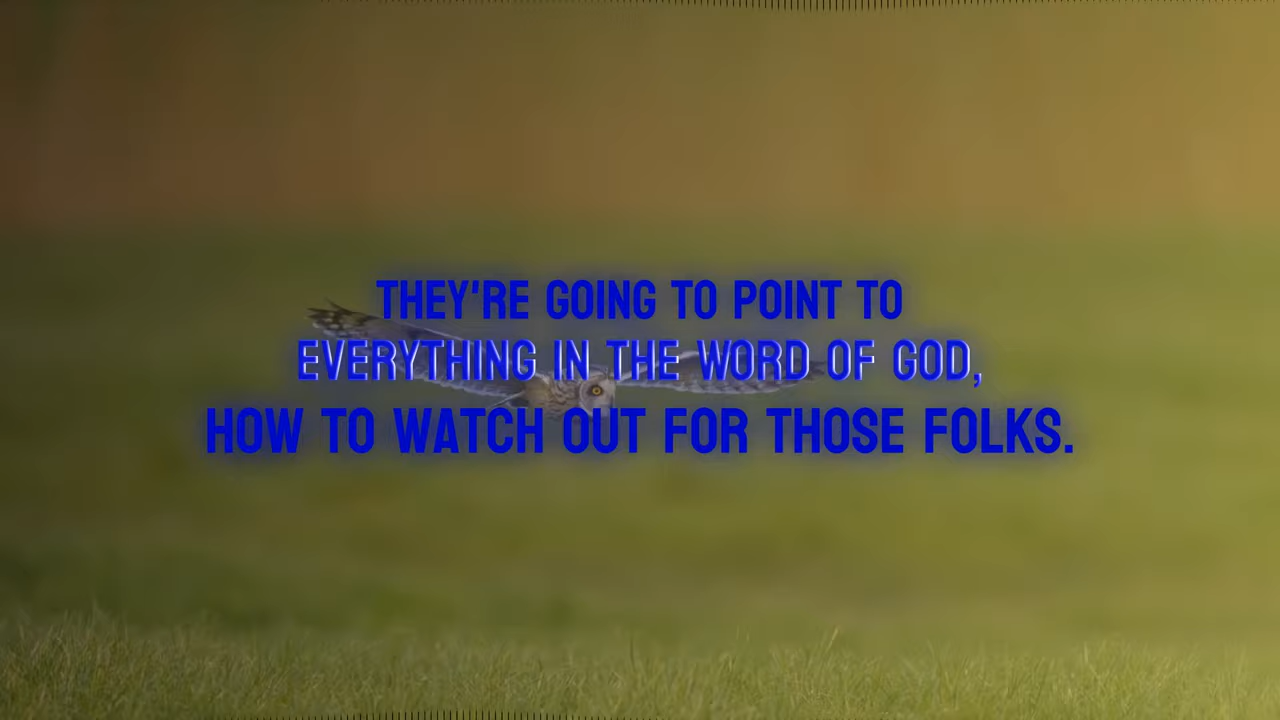 THEY'RE GOING TO POINT TO
EVERYTHING IN THE WORD OF GOD,
HOW TO WATCH OUT FOR THOSE FOLKS.